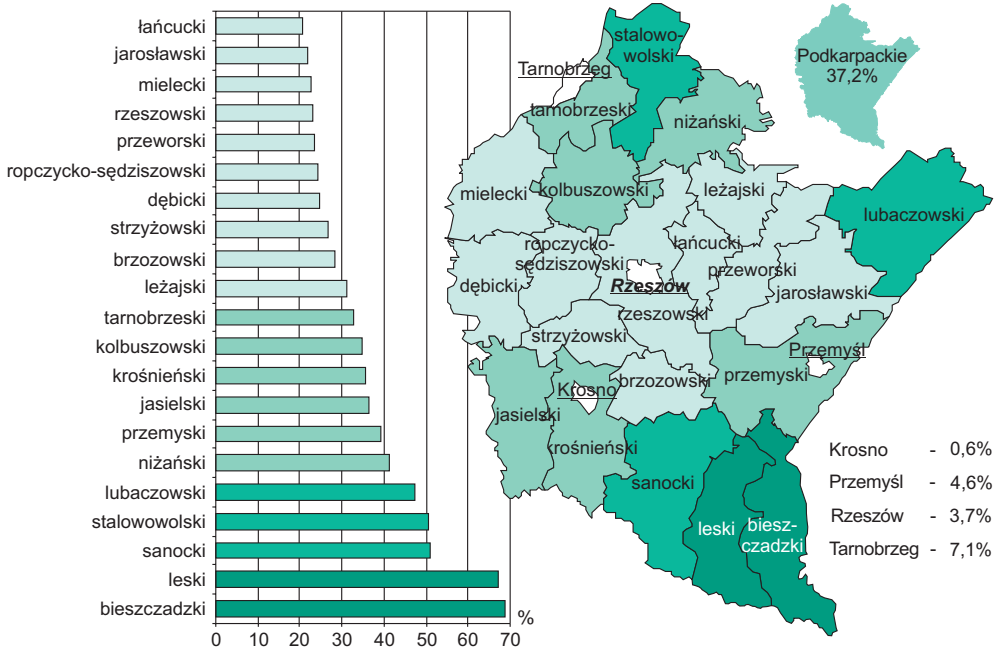 łańcucki
jarosławski
mielecki
rzeszowski
przeworski
ropczycko-sędziszowski
dębicki
strzyżowski
brzozowski
leżajski
tarnobrzeski
kolbuszowski
krośnieński
jasielski
przemyski
niżański
lubaczowski
stalowowolski
sanocki
leski
bieszczadzki
0 10 20 30 40 50 60 70
%
stalowo-
wolski
Tarnobrzeg
tarnobrzeski
niżański
mielecki
kolbuszowski
leżajski
lubaczowski
ropczycko-
sędziszowski
łańcucki
przeworski
dębicki
Rzeszów
jarosławski
rzeszowski
strzyżowski
Przemyśl
brzozowski
przemyski
Krosno
jasielski
krośnieński
sanocki
leski
biesz-
czadzki
Podkarpackie
37,2%
Krosno - 0,6%
Przemyśl - 4,6%
Rzeszów - 3,7%
Tarnobrzeg - 7,1%